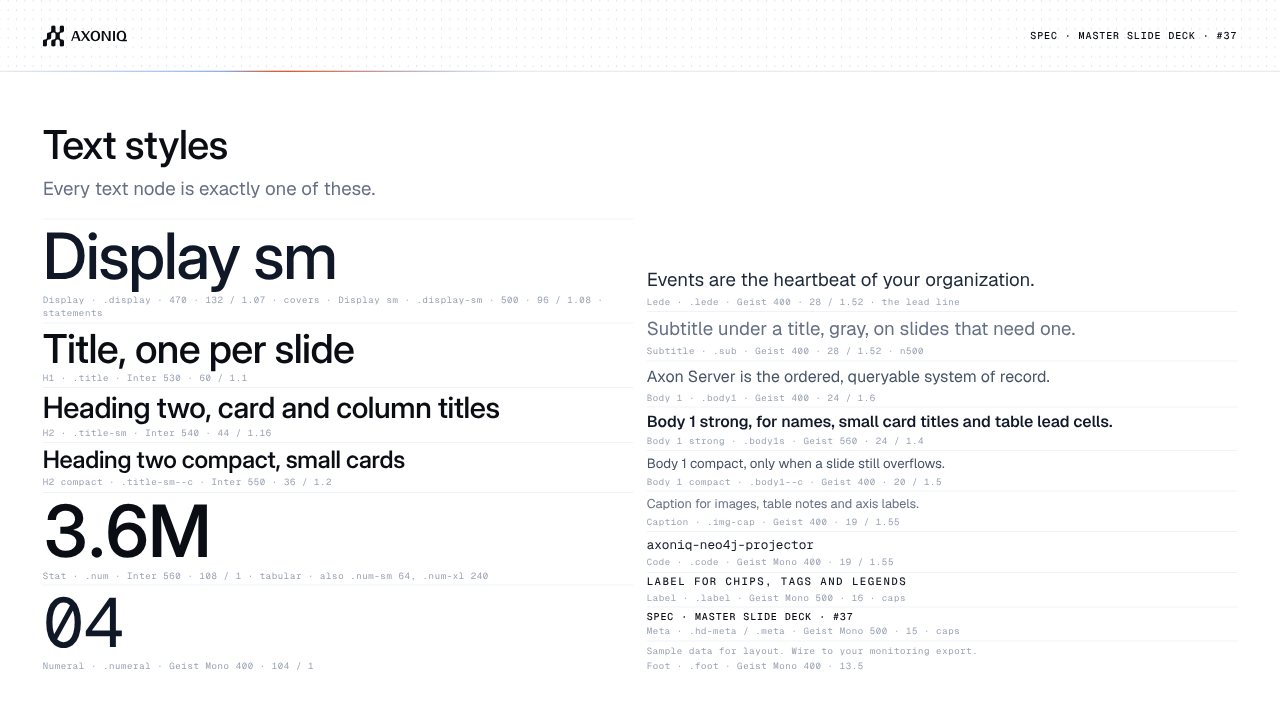 AXONIQ
SPEC · MASTER SLIDE DECK · #37
Text styles
Every text node is exactly one of these.
Display sm
Display · .display · 470 · 132 / 1.07 · covers · Display sm · .display-sm · 500 · 96 / 1.08 ·
statements
Title, one per slide
H1 · .title · Inter 530 · 60 / 1.1
Heading two, card and column titles
H2 · .title-sm · Inter 540 · 44 / 1.16
Heading two compact, small cards
H2 compact · .title-sm--c · Inter 550 · 36 / 1.2
3.6M
Stat · .num · Inter 560 · 108 / 1 · tabular · also .num-sm 64, .num-xl 240
04
Numeral · .numeral · Geist Mono 400 · 104 / 1
Events are the heartbeat of your organization.
Lede · .lede · Geist 400 · 28 / 1.52 · the lead line
Subtitle under a title, gray, on slides that need one.
Subtitle · .sub · Geist 400 · 28 / 1.52 · n500
Axon Server is the ordered, queryable system of record.
Body 1 · .body1 · Geist 400 · 24 / 1.6
Body 1 strong, for names, small card titles and table lead cells.
Body 1 strong · .body1s · Geist 560 · 24 / 1.4
Body 1 compact, only when a slide still overflows.
Body 1 compact · .body1--c · Geist 400 · 20 / 1.5
Caption for images, table notes and axis labels.
Caption · .img-cap · Geist 400 · 19 / 1.55
axoniq-neo4j-projector
Code · .code · Geist Mono 400 · 19 / 1.55
LABEL FOR CHIPS, TAGS AND LEGENDS
Label · .label · Geist Mono 500 · 16 · caps
SPEC · MASTER SLIDE DECK · #37
Meta · .hd-meta / .meta · Geist Mono 500 · 15 · caps
Sample data for layout. Wire to your monitoring export.
Foot · .foot · Geist Mono 400 · 13.5